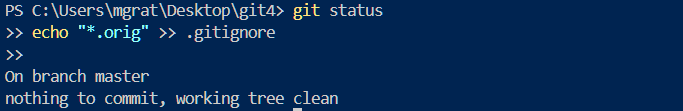 PS C:\Users\mgrat\Desktop\git4> git status
>> echo "*.orig" >> .gitignore
>>
On branch master
nothing to commit, working tree clean